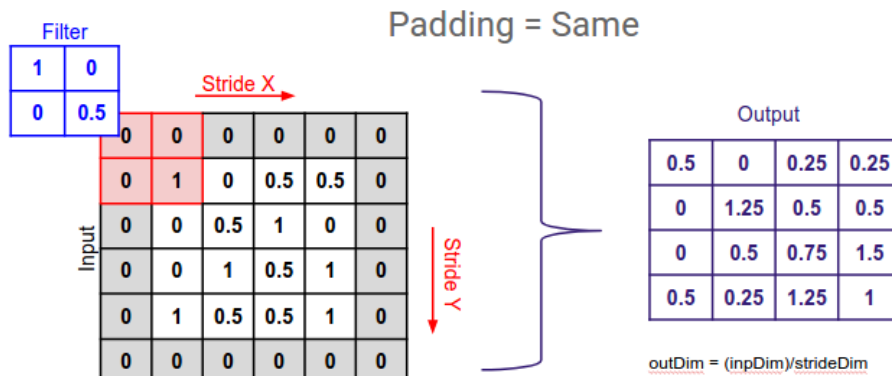 Padding = Same
Filter
1 0
0 0.5
Stride X
Input
0 0 0 0 0 0
0 1 0 0.5 0.5 0
0 0 0.5 1 0 0
0 0 1 0.5 1 0
0 1 0.5 0.5 1 0
0 0 0 0 0 0
Stride Y
Output
0.5 0 0.25 0.25
0 1.25 0.5 0.5
0 0.5 0.75 1.5
0.5 0.25 1.25 1
outDim = (inpDim)/strideDim